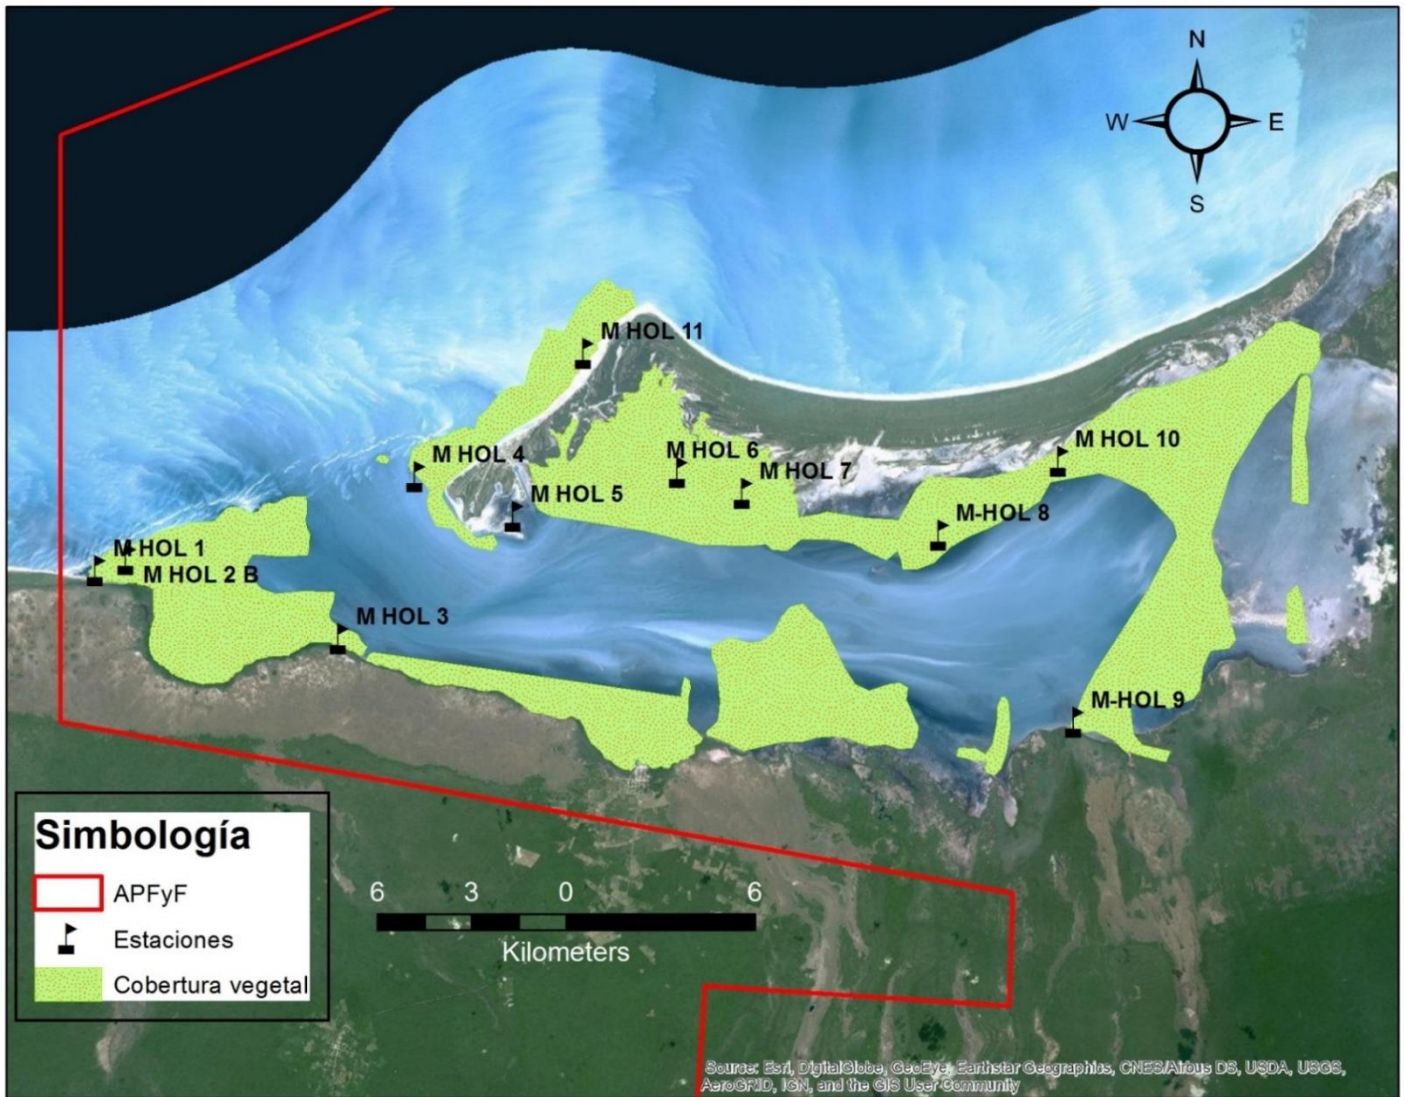 N
W E
S
M HOL 11
M HOL 10
M HOL 6
M HOL 4
M HOL 7
M HOL 5
M-HOL 8
M-HOL 1
M HOL 2 B
M HOL 3
M-HOL 9
Simbología
APFyF
Estaciones
Cobertura vegetal
6 3 0 6
Kilometers
Source: Esri, DigitalGlobe, GeoEye, Earthstar Geographics, CNES/Airbus DS, USDA, USGS,
AeroGRID, IGN, and the GIS User Community